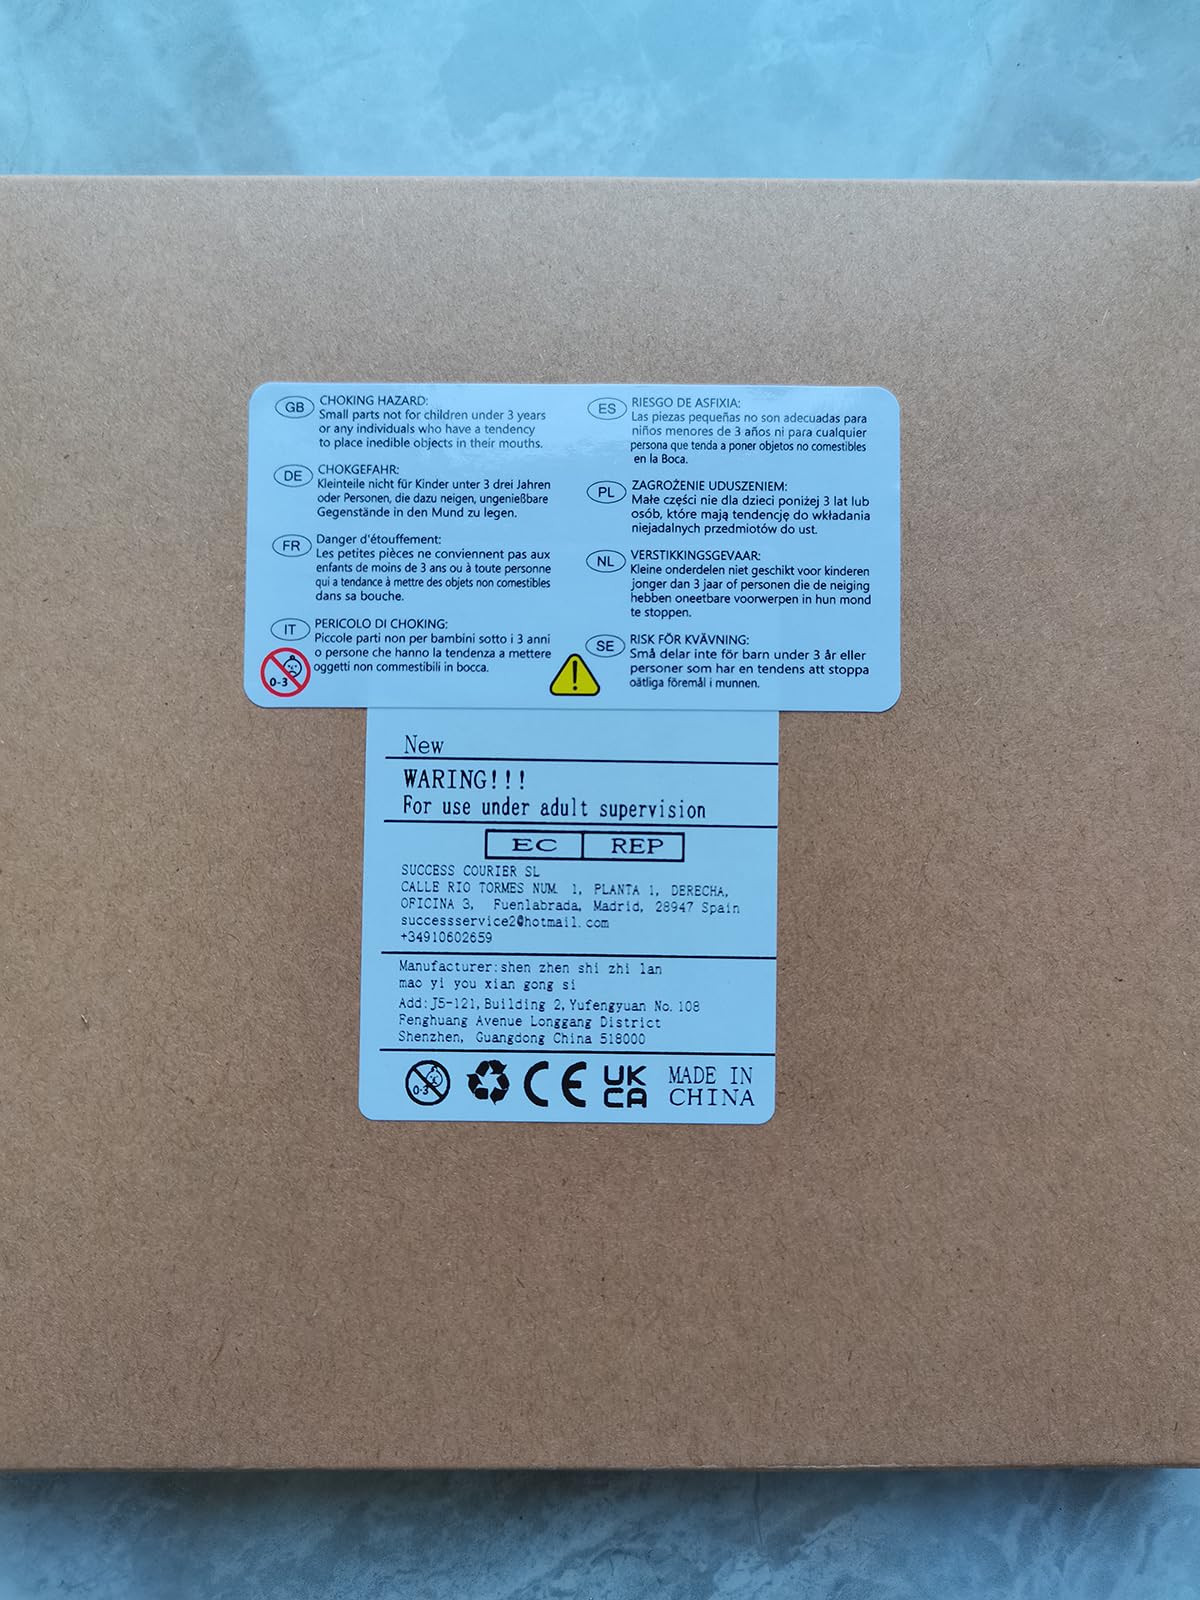 GB
CHOKING HAZARD:
Small parts not for children under 3 years
or any individuals who have a tendency
to place inedible objects in their mouths.
DE
CHOKGEFAHR:
Kleinteile nicht für Kinder unter 3 drei Jahren
oder Personen, die dazu neigen, ungenießbare
Gegenstände in den Mund zu legen.
FR
Danger d'étouffement:
Les petites pièces ne conviennent pas aux
enfants de moins de 3 ans ou à toute personne
qui a tendance à mettre des objets non comestibles
dans sa bouche.
IT
PERICOLO DI CHOKING:
Piccole parti non per bambini sotto i 3 anni
o persone che hanno la tendenza a mettere
oggetti non commestibili in bocca.
0-3
ES
RIESGO DE ASFIXIA:
Las piezas pequeñas no son adecuadas para
niños menores de 3 años ni para cualquier
persona que tenda a poner objetos no comestibles
en la Boca.
PL
ZAGROŻENIE UDUSZENIEM:
Małe części nie dla dzieci poniżej 3 lat lub
osób, które mają tendencję do wkładania
niejadalnych przedmiotów do ust.
NL
VERSTIKKINGSGEVAAR:
Kleine onderdelen niet geschikt voor kinderen
jonger dan 3 jaar of personen die de neiging
hebben oneetbare voorwerpen in hun mond
te stoppen.
SE
RISK FÖR KVÄVNING:
Små delar inte för barn under 3 år eller
personer som har en tendens att stoppa
oätliga föremål i munnen.
New
WARING!!!
For use under adult supervision
EC REP
SUCCESS COURIER SL
CALLE RIO TORMES NUM. 1, PLANTA 1, DERECHA,
OFICINA 3, Fuenlabrada, Madrid, 28947 Spain
successservice2@hotmail.com
+34910602659
Manufacturer:shen zhen shi zhi lan
mao yi you xian gong si
Add:J5-121,Building 2,Yufengyuan No.108
Fenghuang Avenue Longgang District
Shenzhen, Guangdong China 518000
0-3 CE UK CA MADE IN
CHINA